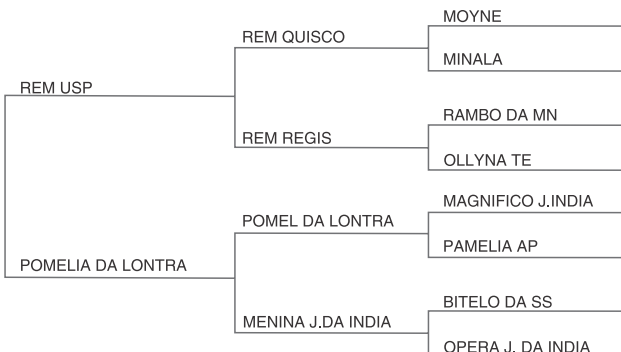 MOYNE
REM QUISCO
MINALA
REM USP
RAMBO DA MN
REM REGIS
OLLYNA TE
MAGNIFICO J.INDIA
POMEL DA LONTRA
PAMELIA AP
POMELIA DA LONTRA
BITELO DA SS
MENINA J.DA INDIA
OPERA J. DA INDIA